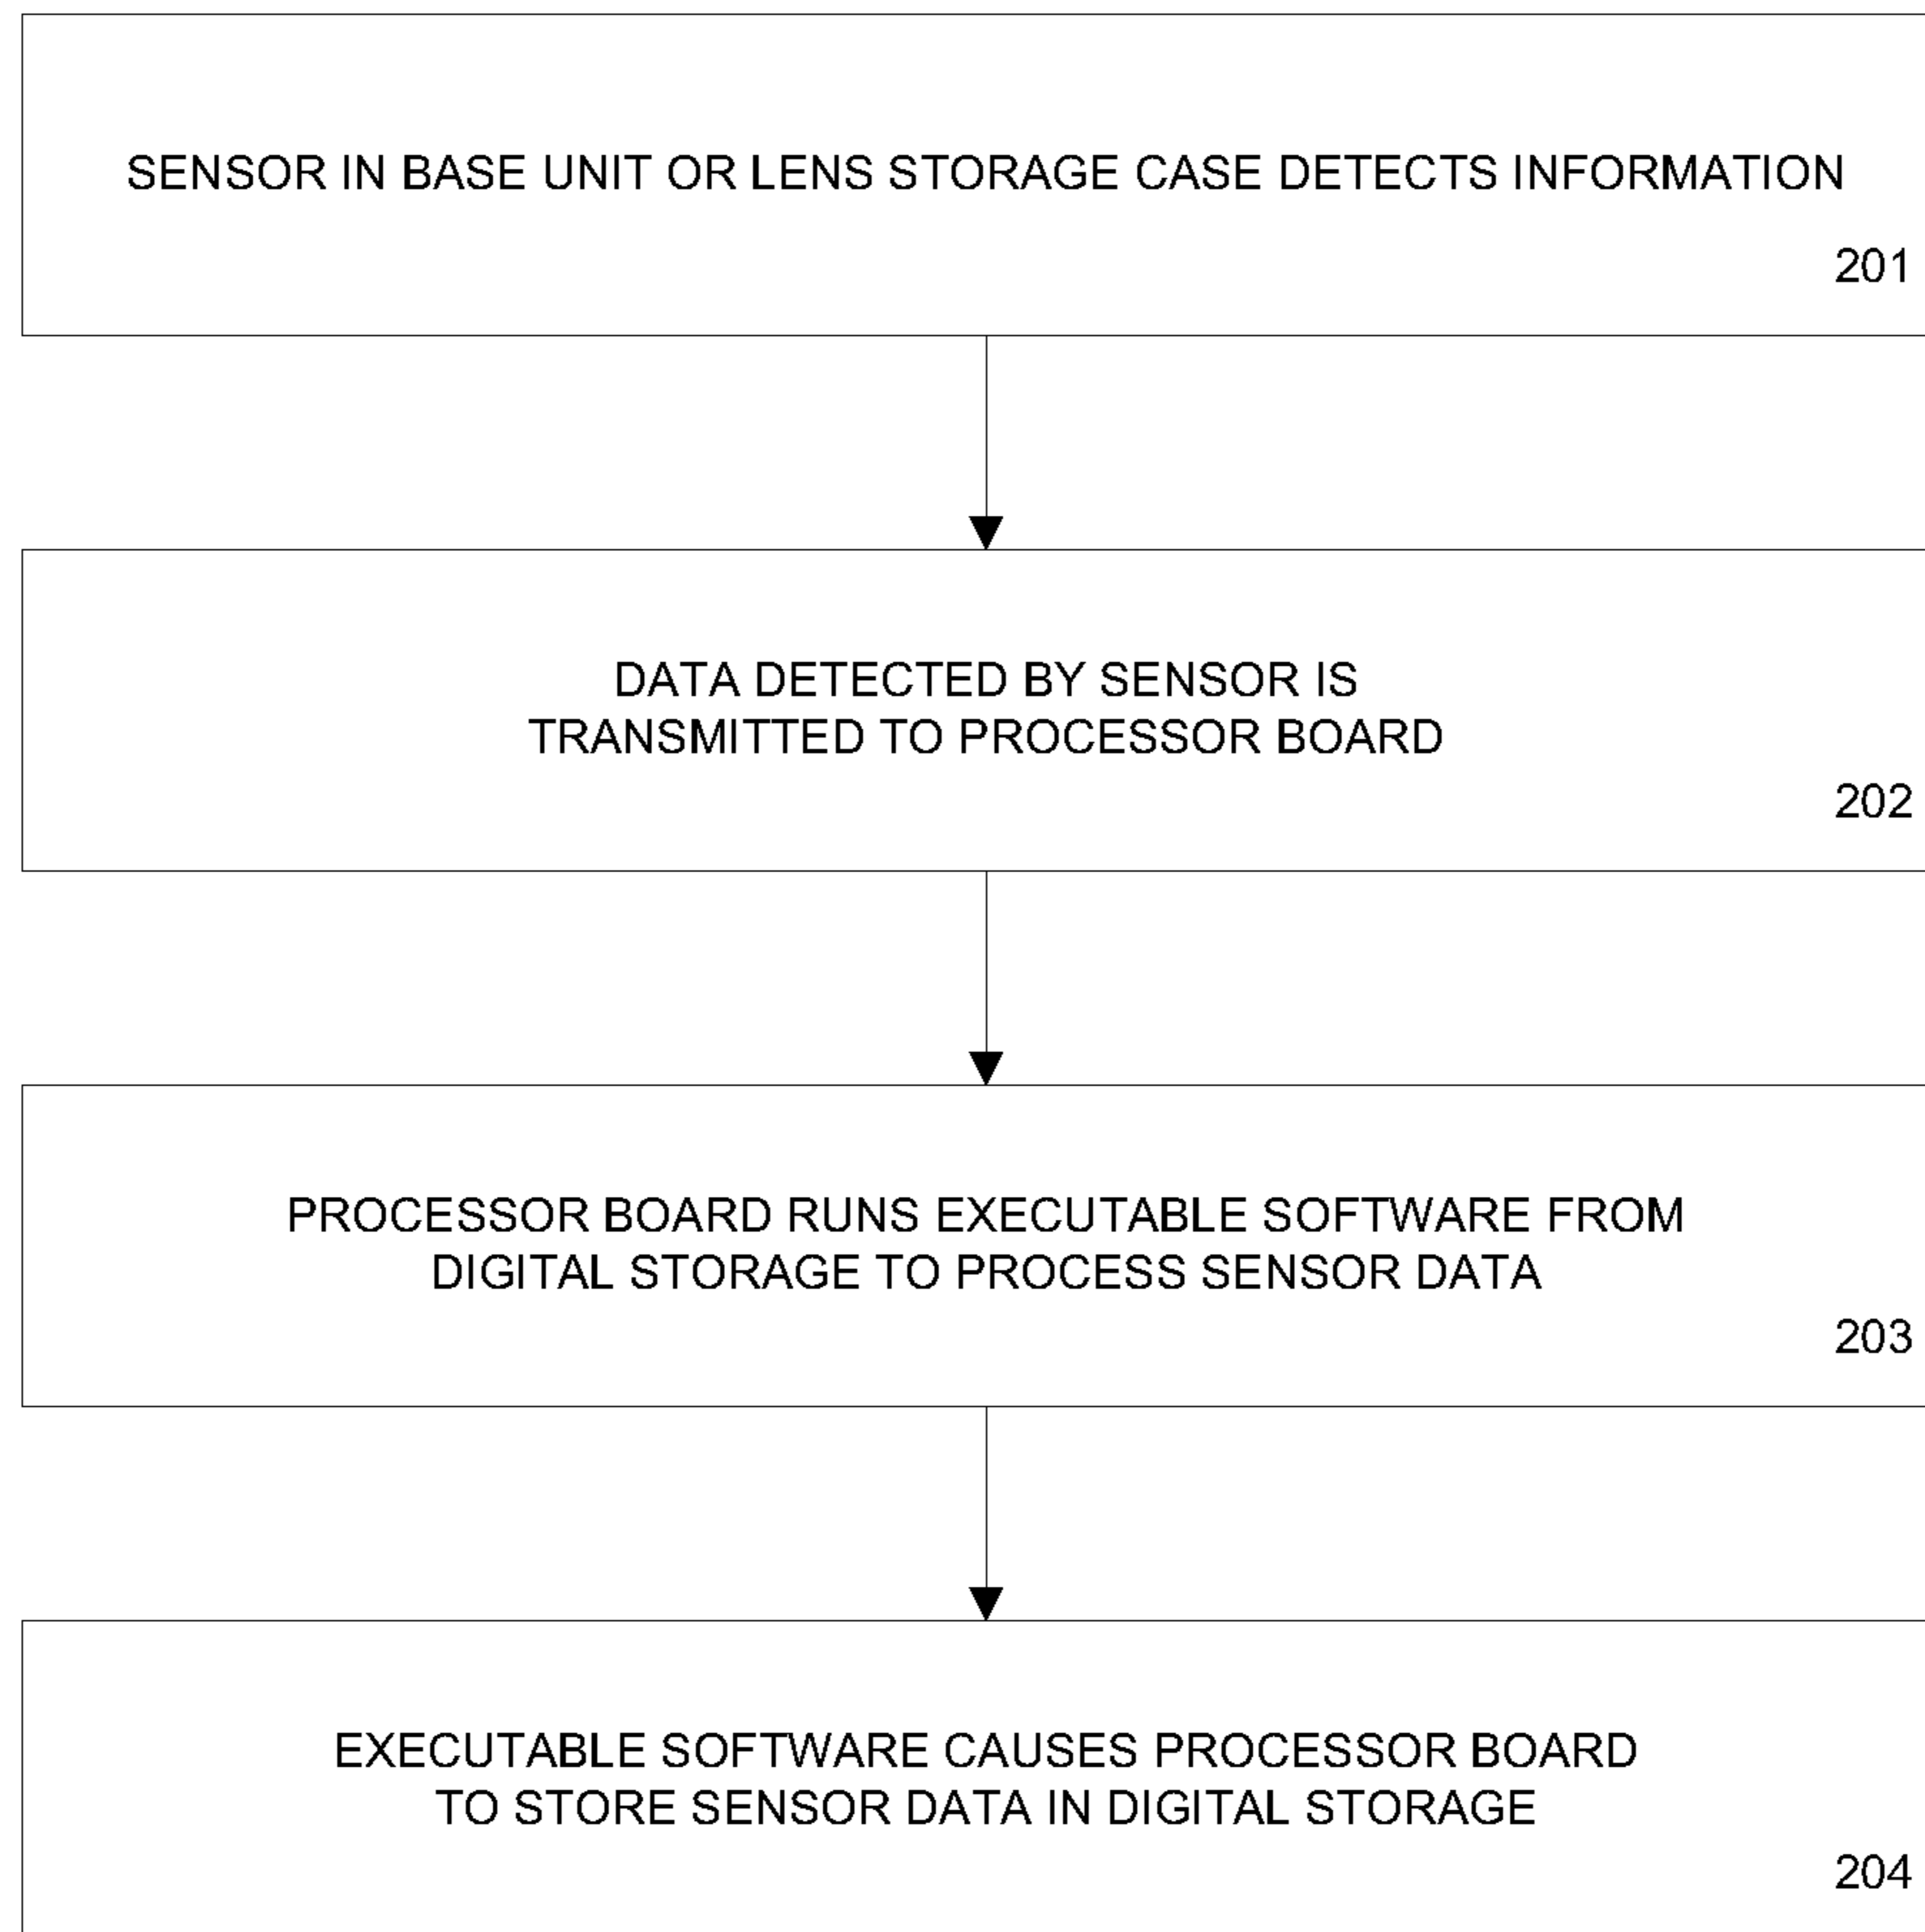 SENSOR IN BASE UNIT OR LENS STORAGE CASE DETECTS INFORMATION
201
DATA DETECTED BY SENSOR IS
TRANSMITTED TO PROCESSOR BOARD
202
PROCESSOR BOARD RUNS EXECUTABLE SOFTWARE FROM
DIGITAL STORAGE TO PROCESS SENSOR DATA
203
EXECUTABLE SOFTWARE CAUSES PROCESSOR BOARD
TO STORE SENSOR DATA IN DIGITAL STORAGE
204